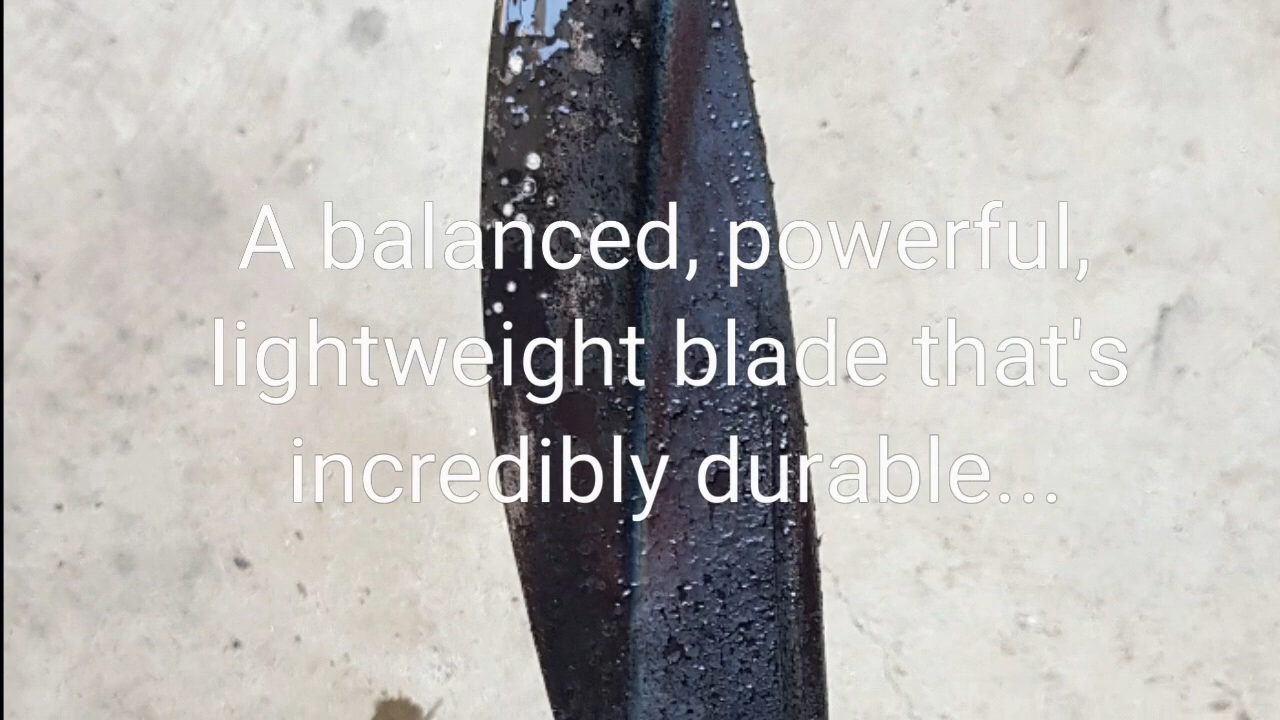 A balanced, powerful,
lightweight blade that's
incredibly durable...